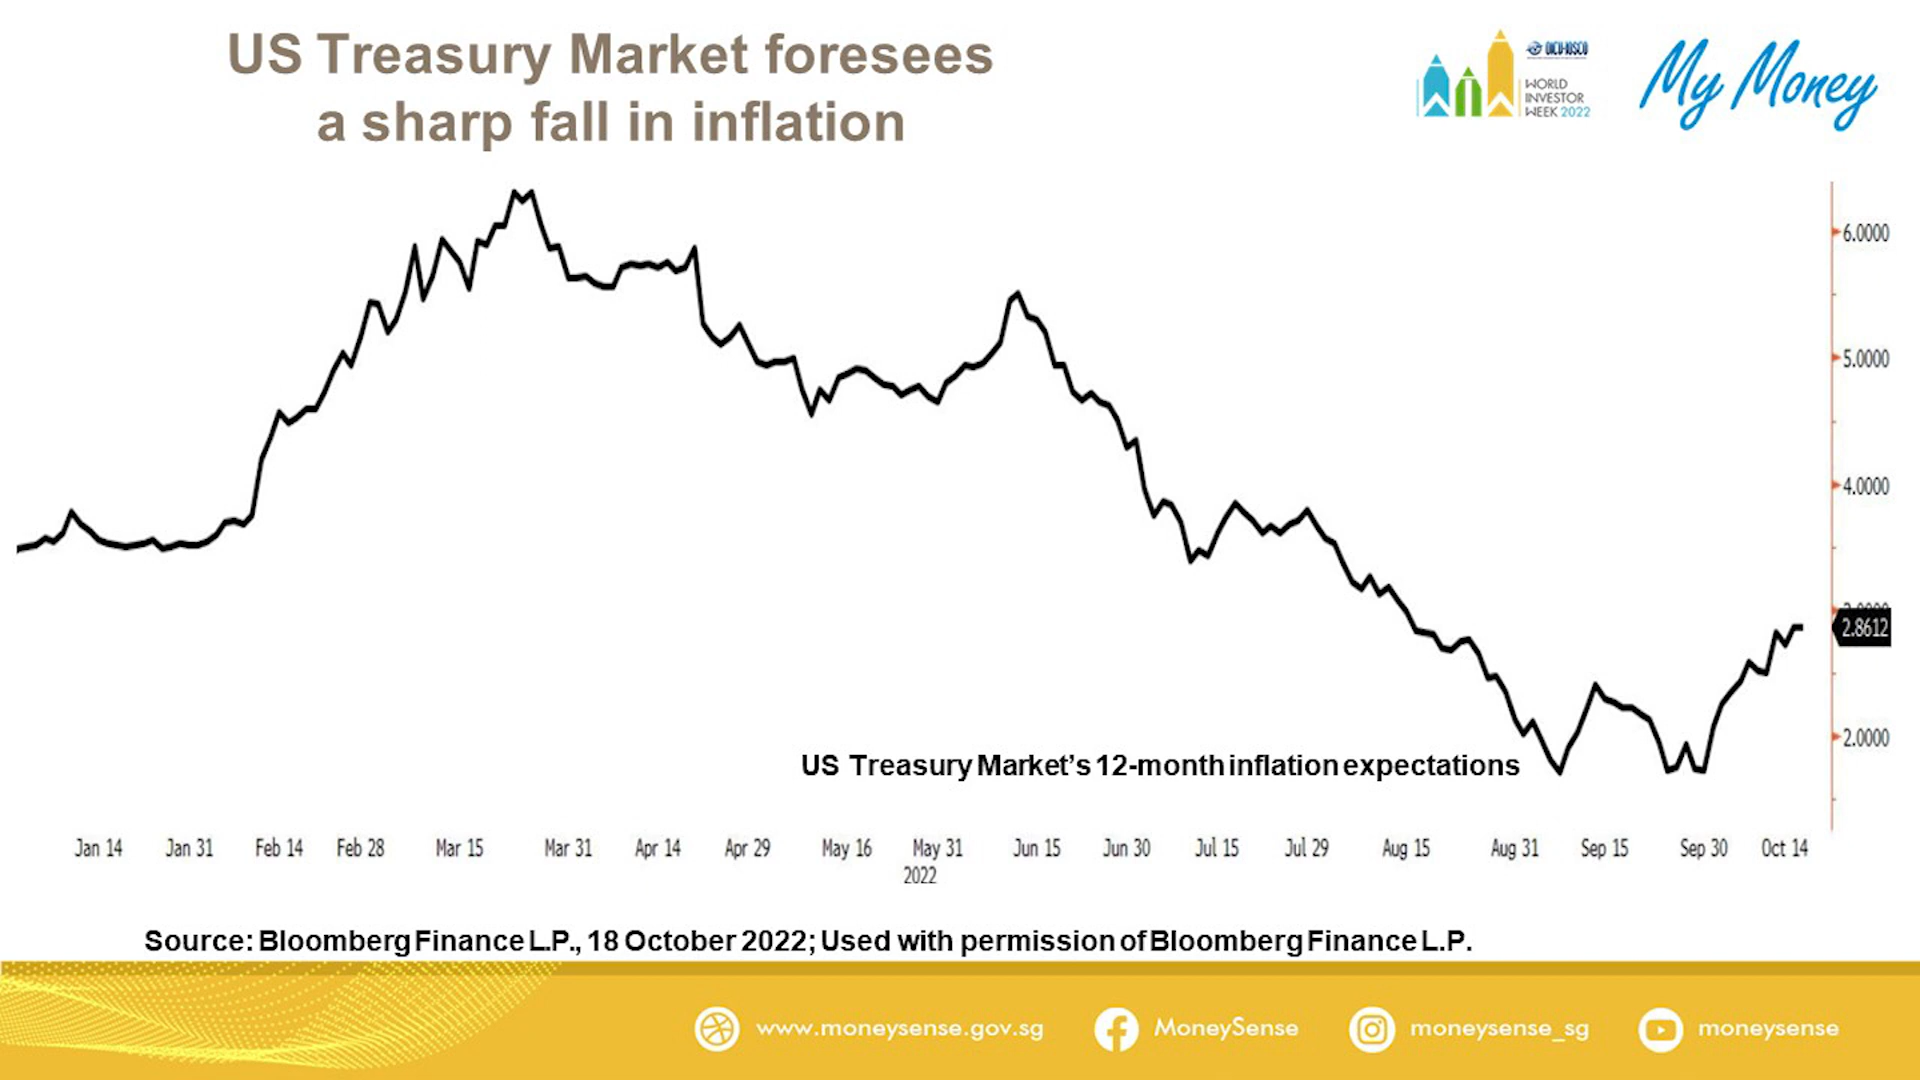 US Treasury Market foresees
a sharp fall in inflation
OICU-IOSCO
WORLD
INVESTOR
WEEK 2022
My Money
6.0000
5.0000
4.0000
2.8612
2.0000
US Treasury Market’s 12-month inflation expectations
Jan 14 Jan 31 Feb 14 Feb 28 Mar 15 Mar 31 Apr 14 Apr 29 May 16 May 31 Jun 15 Jun 30 Jul 15 Jul 29 Aug 15 Aug 31 Sep 15 Sep 30 Oct 14
2022
Source: Bloomberg Finance L.P., 18 October 2022; Used with permission of Bloomberg Finance L.P.
www.moneysense.gov.sg MoneySense moneysense_sg moneysense